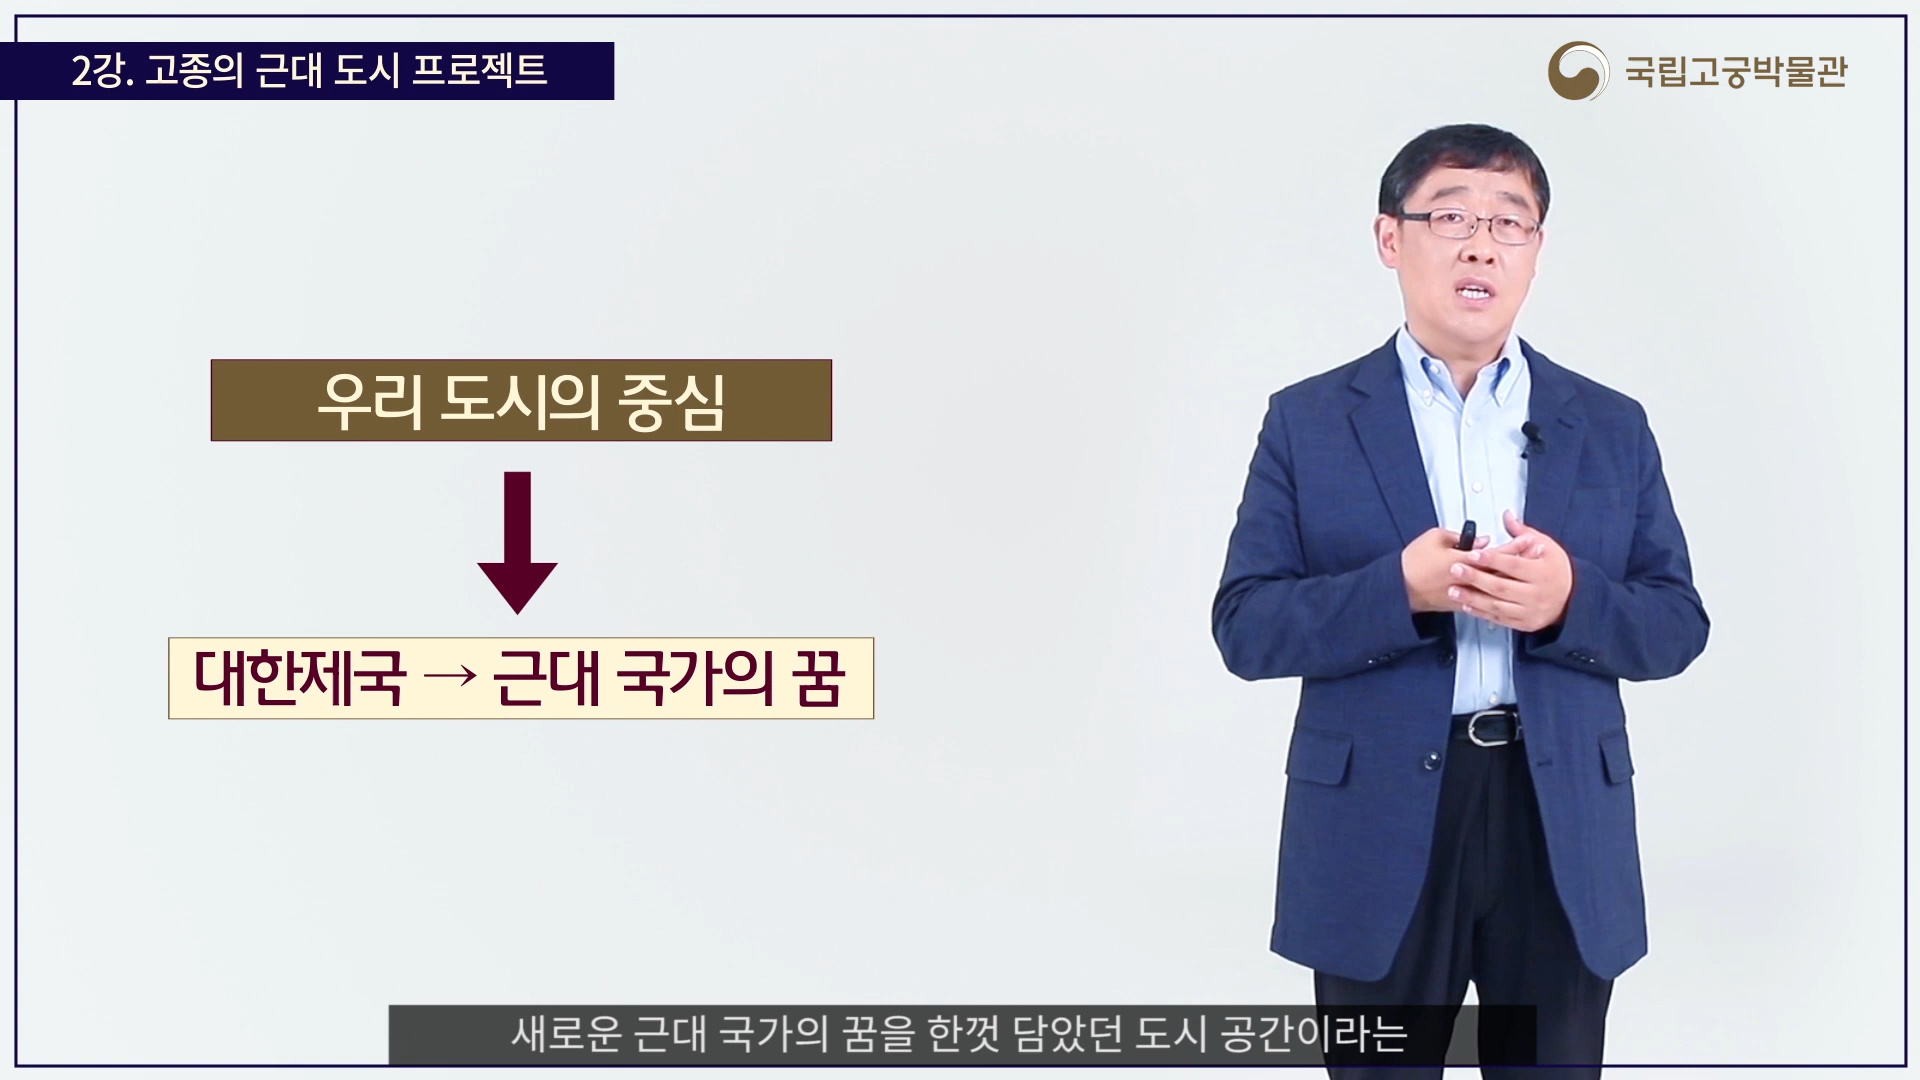 2강. 고종의 근대 도시 프로젝트
국립고궁박물관
우리 도시의 중심
대한제국 → 근대 국가의 꿈
새로운 근대 국가의 꿈을 한껏 담았던 도시 공간이라는